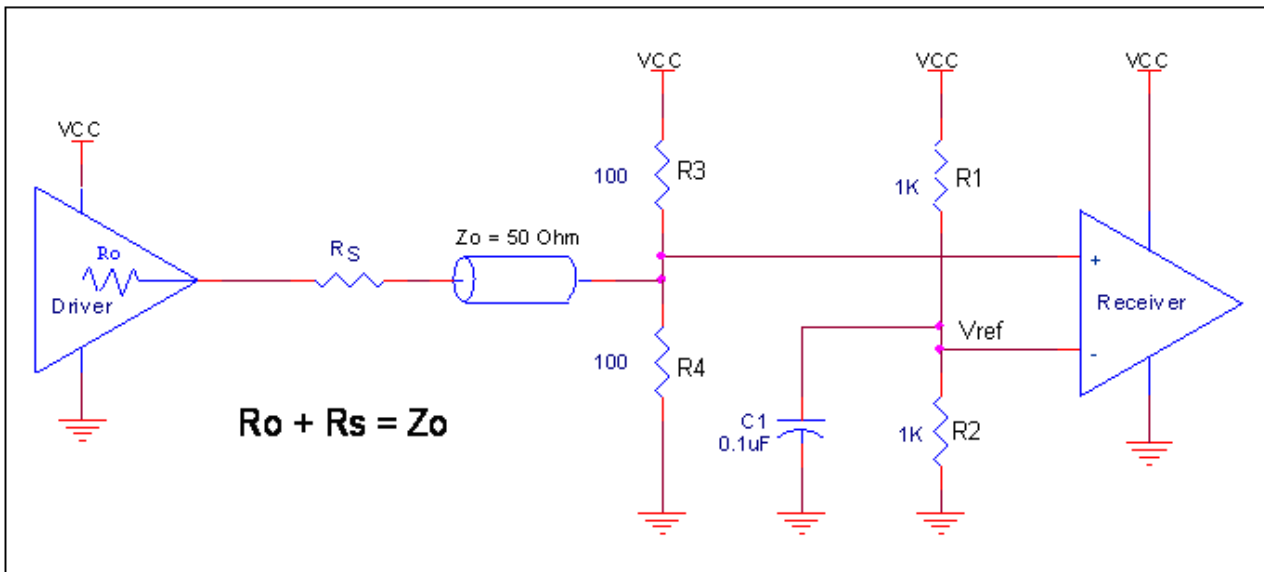 VCC
VCC
VCC
VCC
100
R3
1K
R1
Ro
Driver
RS
Zo = 50 Ohm
+
Receiver
Vref
-
100
R4
Ro + Rs = Zo
C1
0.1uF
1K
R2